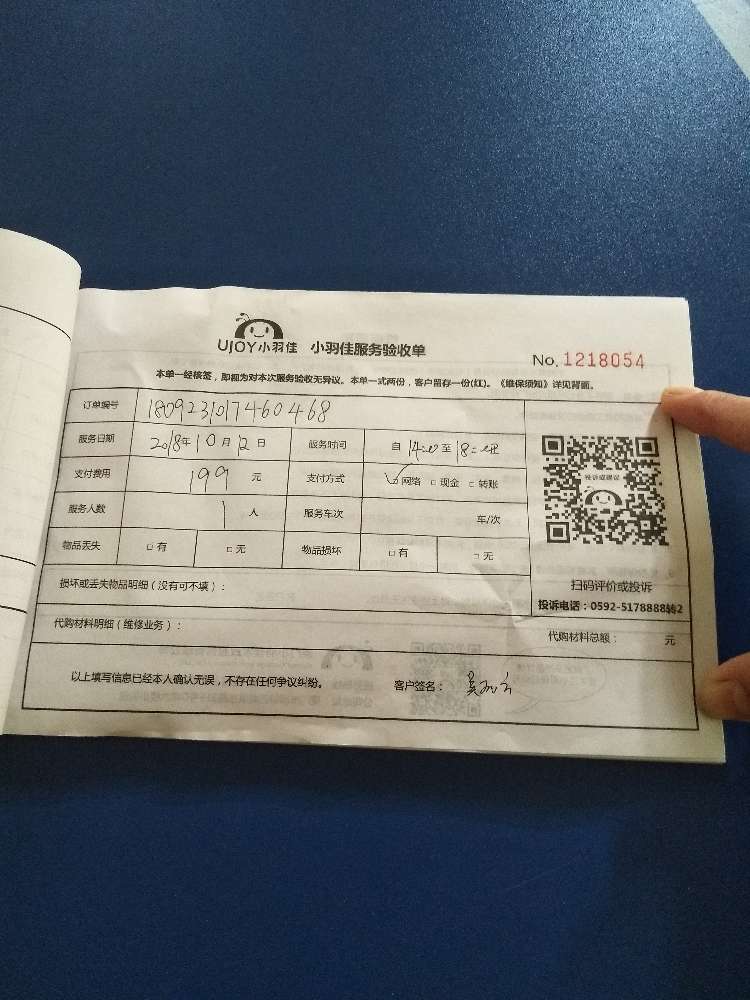 UJOY小羽佳 小羽佳服务验收单 No. 1218054
本单一经核签，即视为对本次服务验收无异议。本单一式两份，客户留存一份(红)。《维保须知》详见背面。
订单编号 1809231017460468
服务日期 2018年10月12日 服务时间 自 14:00 至 18:00
支付费用 199 元 支付方式 ✓网络 □ 现金 □ 转账
服务人数 1 人 服务车次 车/次
物品丢失 □ 有 □ 无 物品损坏 □ 有 □ 无
投诉或建议
扫码评价或投诉
投诉电话：0592-5178888转2
损坏或丢失物品明细（没有可不填）：
代购材料明细（维修业务）： 代购材料总额： 元
以上填写信息已经本人确认无误，不存在任何争议纠纷。 客户签名：